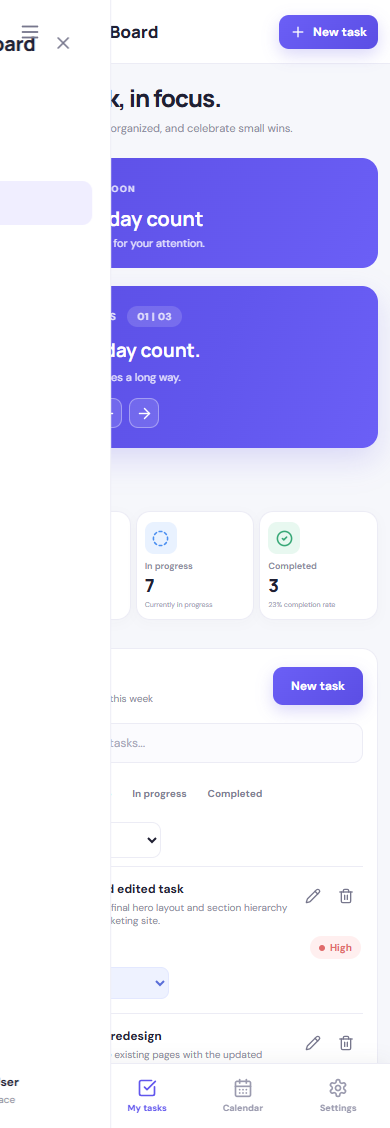 Board
New task
oard
k, in focus.
organized, and celebrate small wins.
OON
day count
for your attention.
S 01 | 03
day count.
es a long way.
In progress
7
Currently in progress
Completed
3
23% completion rate
this week
New task
tasks...
In progress Completed
d edited task
final hero layout and section hierarchy
keting site.
High
redesign
existing pages with the updated
ser
ace
My tasks
Calendar
Settings